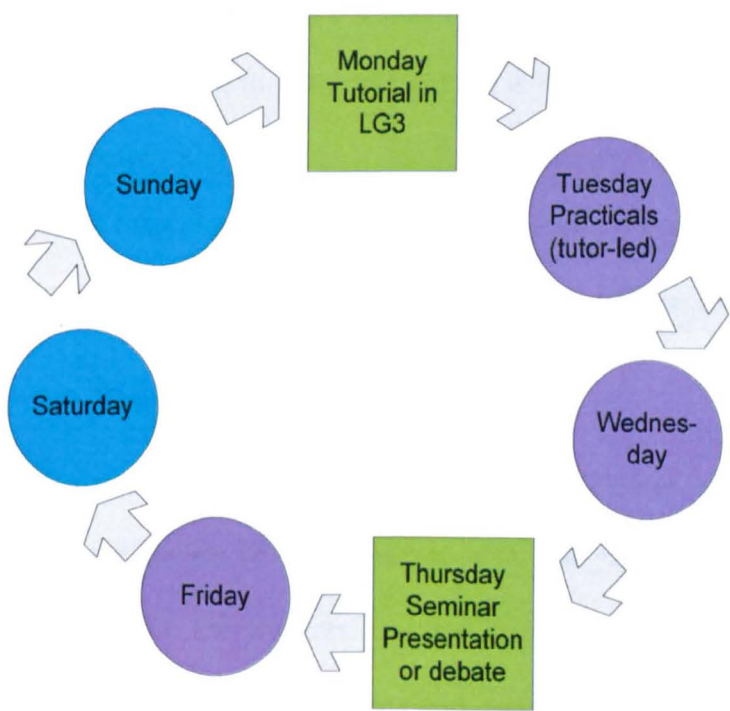 Monday
Tutorial in
LG3
Tuesday
Practicals
(tutor-led)
Wednes-
day
Thursday
Seminar
Presentation
or debate
Friday
Saturday
Sunday